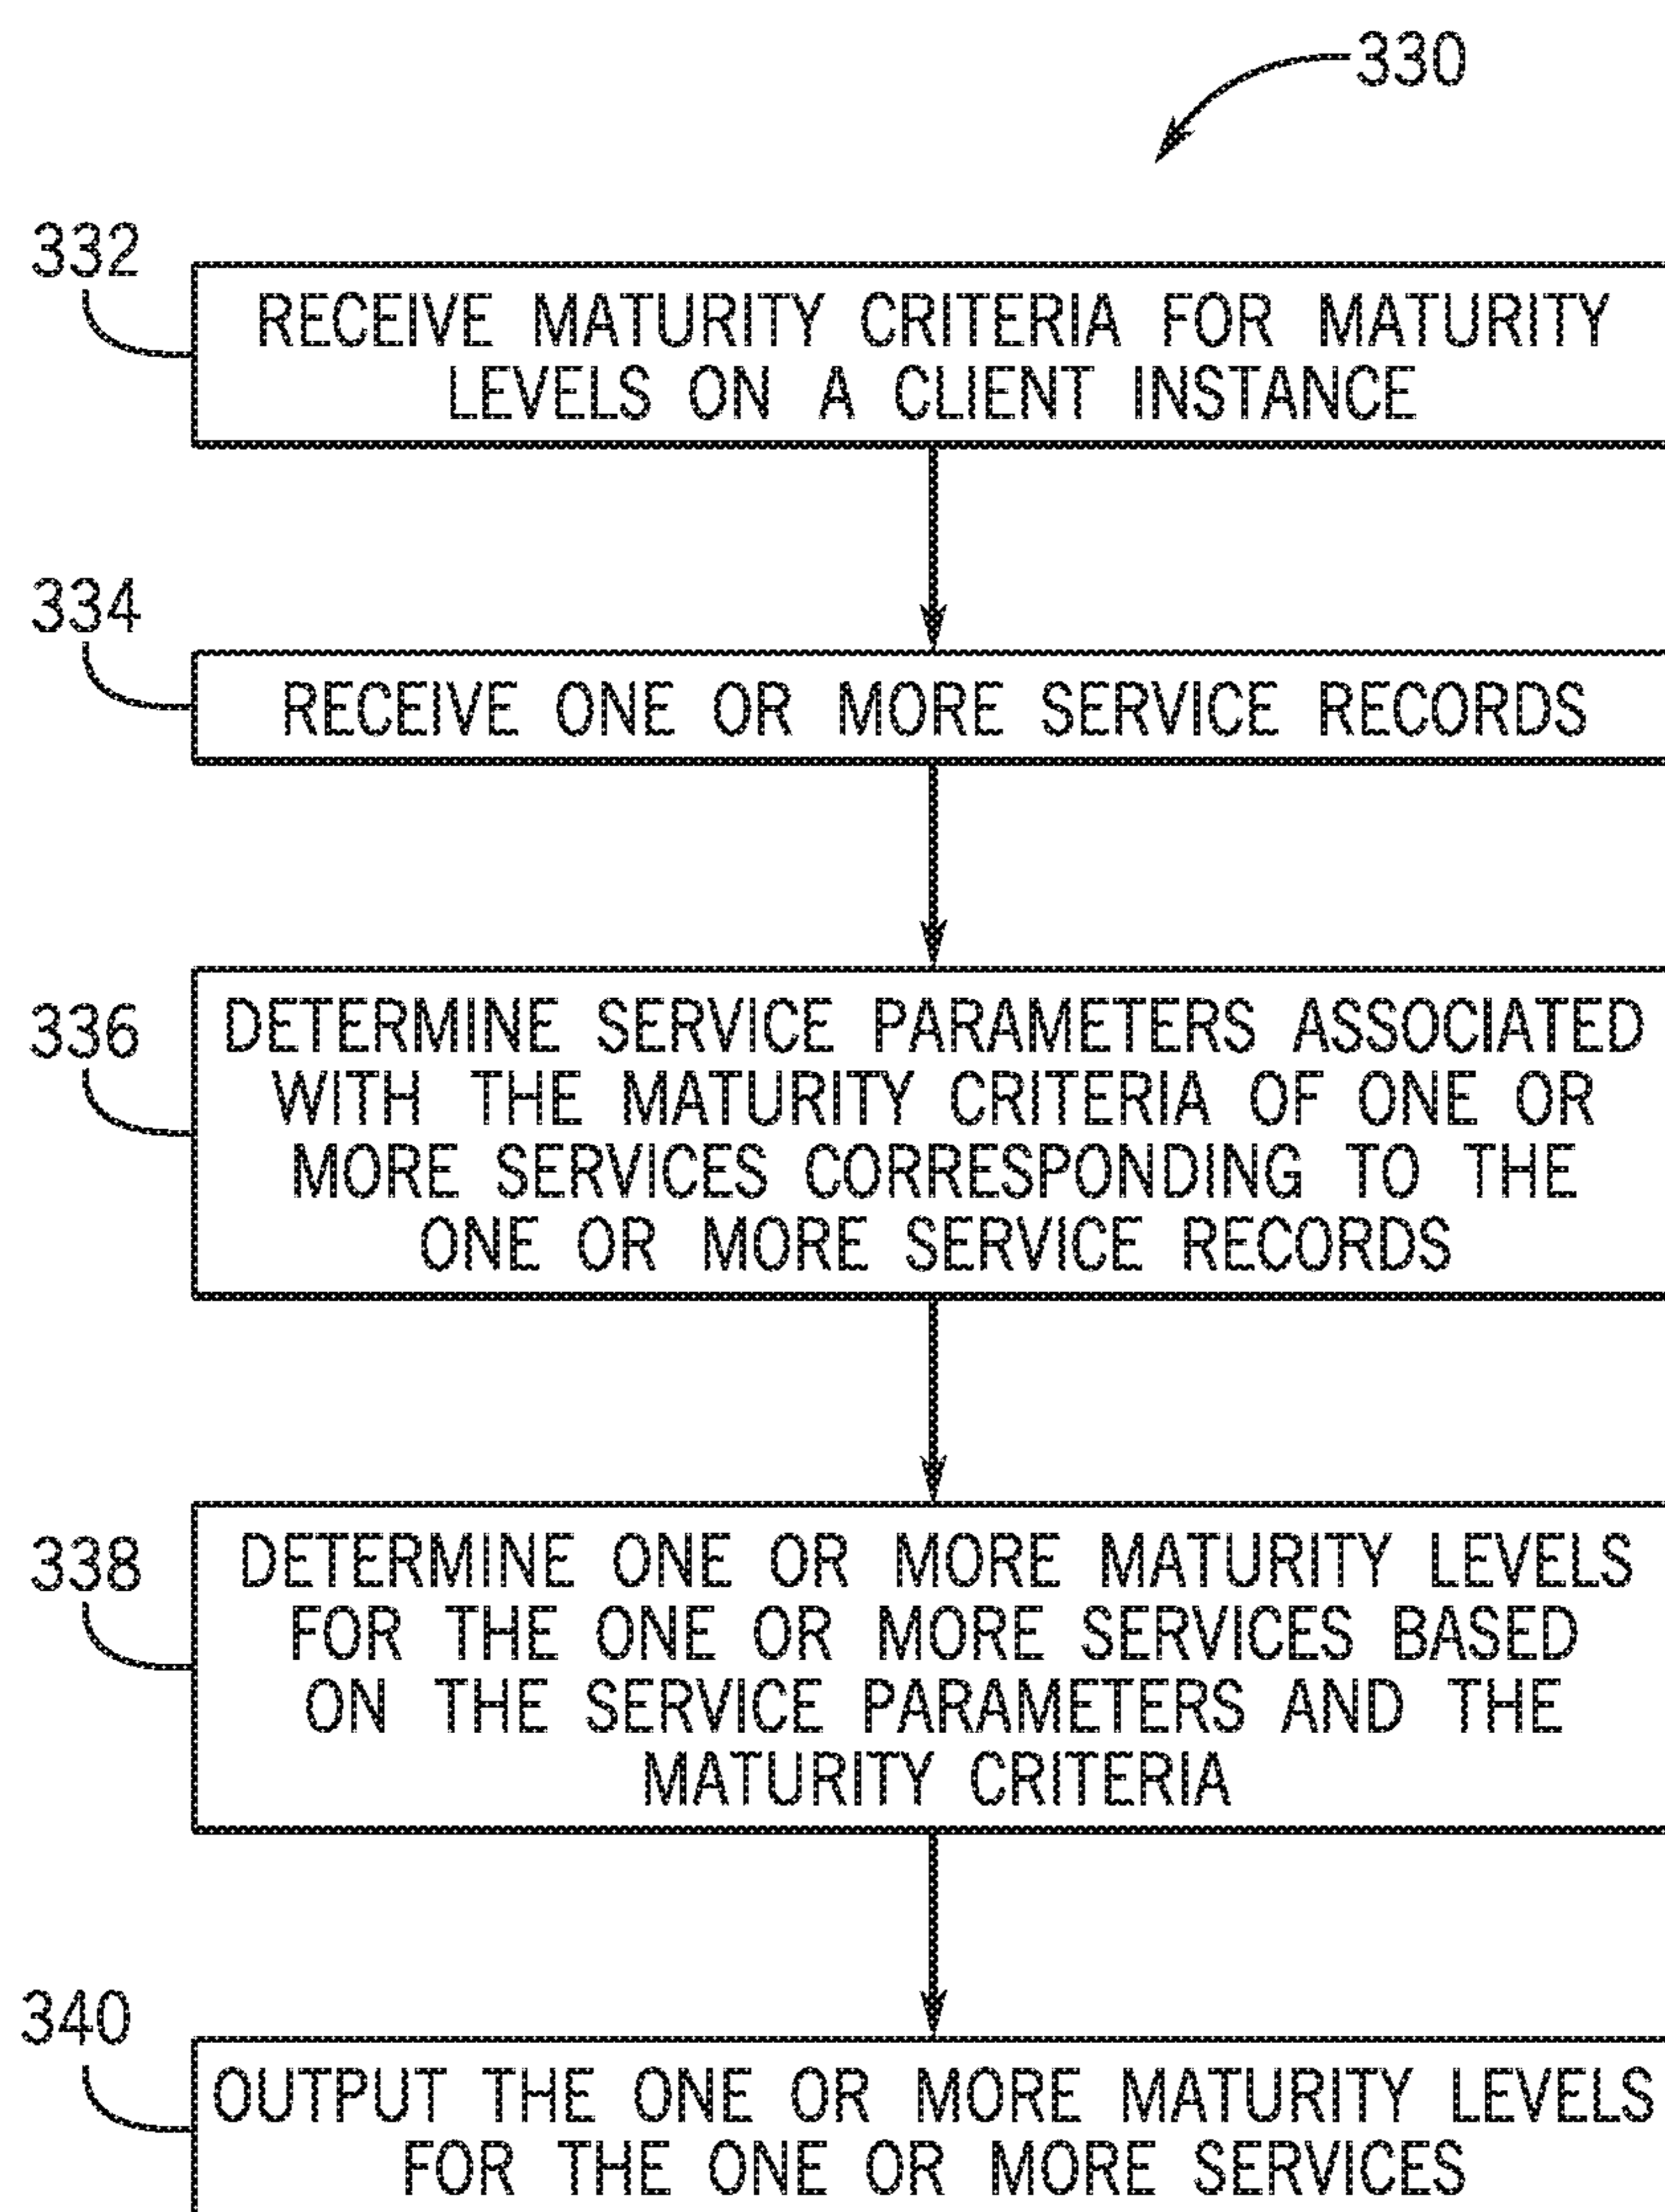 330
332
RECEIVE MATURITY CRITERIA FOR MATURITY
LEVELS ON A CLIENT INSTANCE
334
RECEIVE ONE OR MORE SERVICE RECORDS
336
DETERMINE SERVICE PARAMETERS ASSOCIATED
WITH THE MATURITY CRITERIA OF ONE OR
MORE SERVICES CORRESPONDING TO THE
ONE OR MORE SERVICE RECORDS
338
DETERMINE ONE OR MORE MATURITY LEVELS
FOR THE ONE OR MORE SERVICES BASED
ON THE SERVICE PARAMETERS AND THE
MATURITY CRITERIA
340
OUTPUT THE ONE OR MORE MATURITY LEVELS
FOR THE ONE OR MORE SERVICES